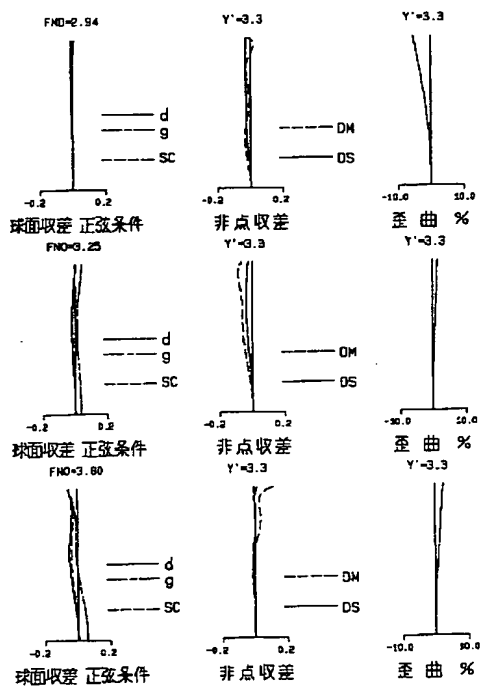 FNO=2.94 Y'=3.3 Y'=3.3
d
g DM
SC DS
-0.2 0.2 -0.2 0.2 -10.0 10.0
球面収差 正弦条件 非点収差 歪曲 %
FNO=3.25 Y'=3.3 Y'=3.3
d
g DM
SC DS
-0.2 0.2 -0.2 0.2 -10.0 10.0
球面収差 正弦条件 非点収差 歪曲 %
FNO=3.60 Y'=3.3 Y'=3.3
d
g DM
SC DS
-0.2 0.2 -0.2 0.2 -10.0 10.0
球面収差 正弦条件 非点収差 歪曲 %